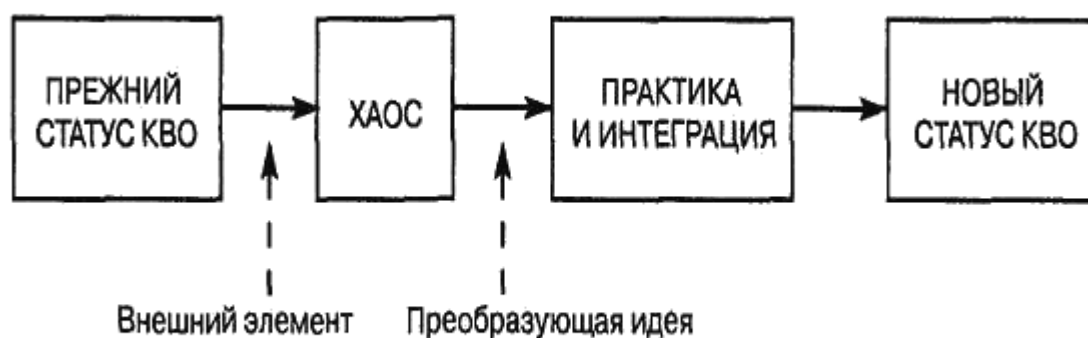 ПРЕЖНИЙ
СТАТУС КВО
ХАОС
ПРАКТИКА
И ИНТЕГРАЦИЯ
НОВЫЙ
СТАТУС КВО
Внешний элемент
Преобразующая идея